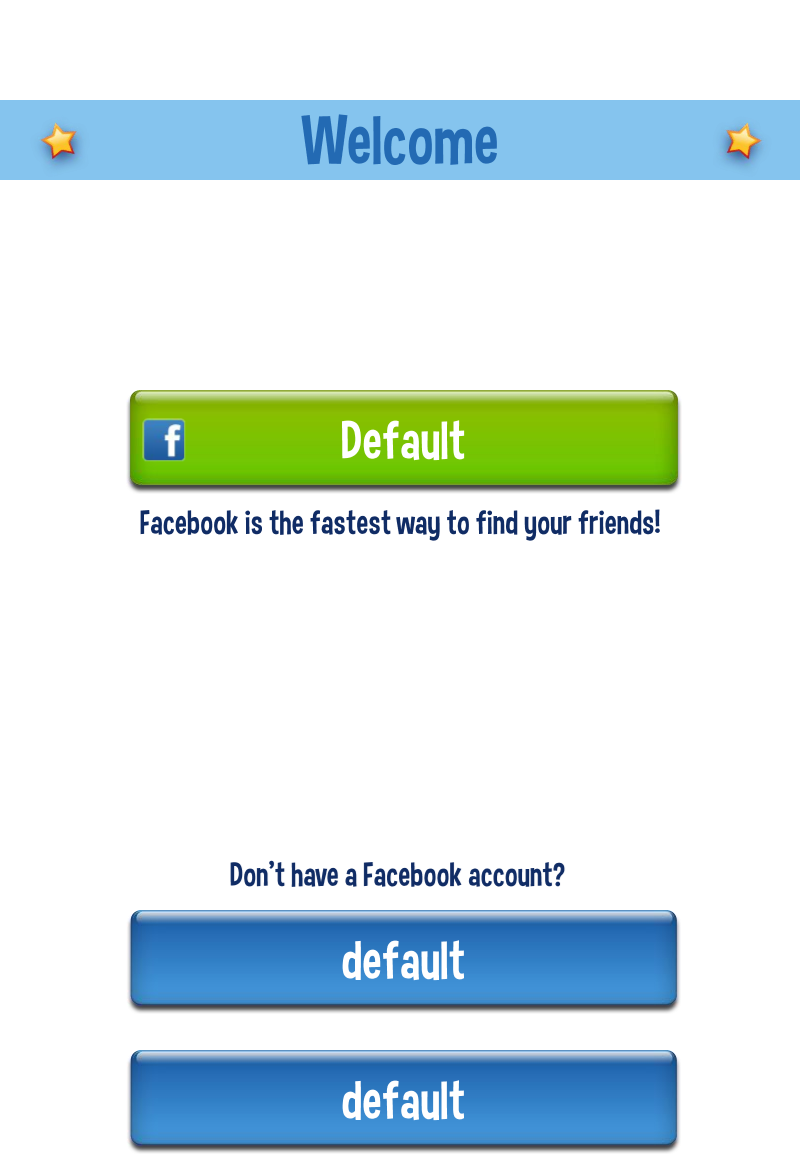 Welcome
f
Default
Facebook is the fastest way to find your friends!
Don't have a Facebook account?
default
default